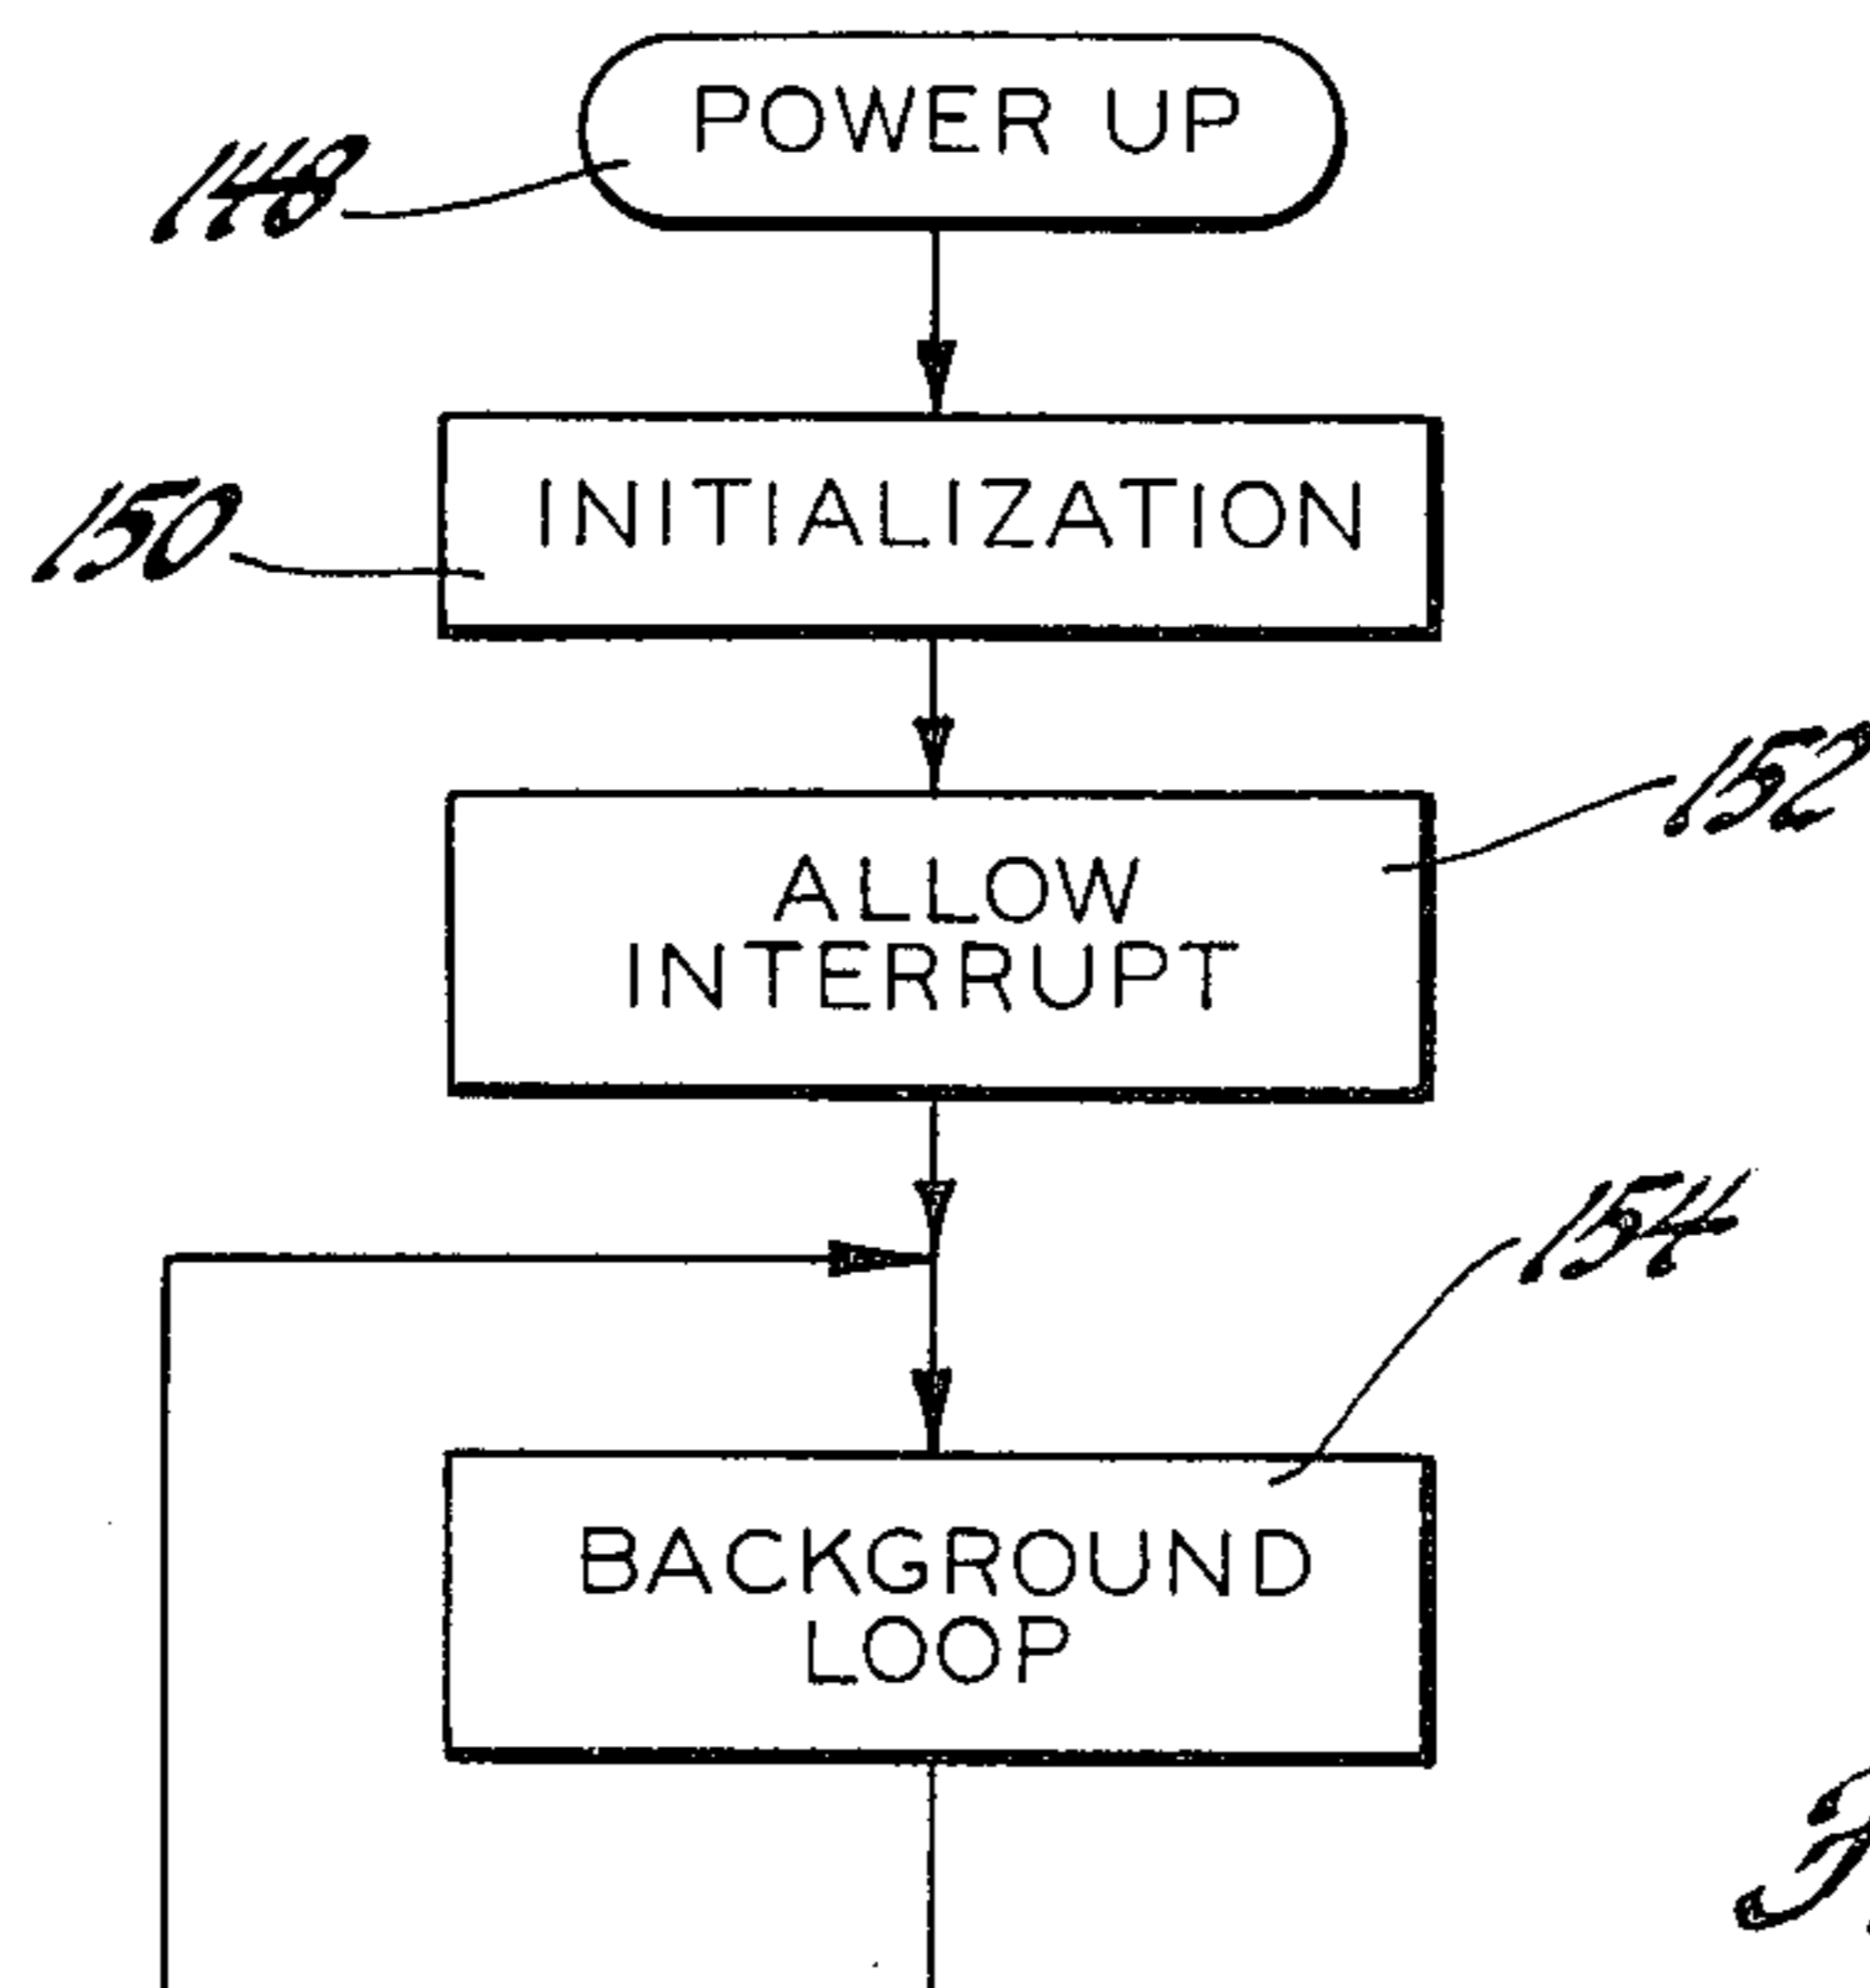 POWER UP
148
INITIALIZATION
150
152
ALLOW
INTERRUPT
154
BACKGROUND
LOOP